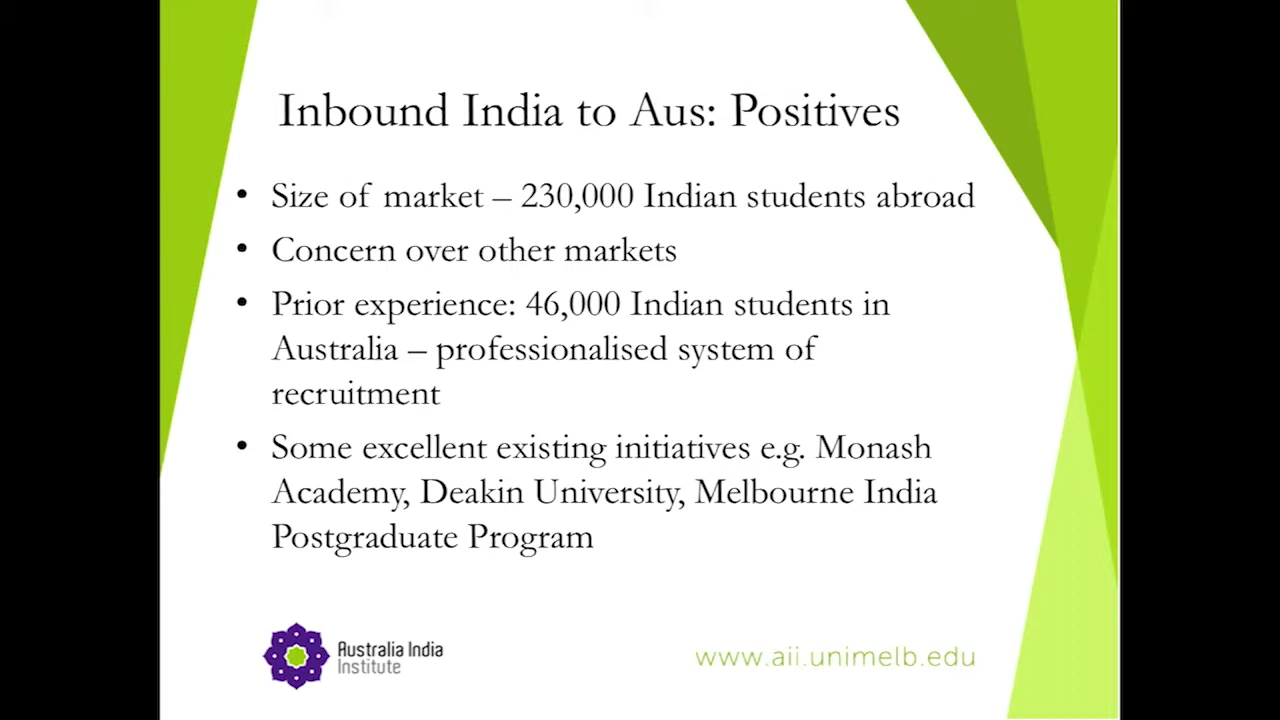 Inbound India to Aus: Positives
• Size of market – 230,000 Indian students abroad
• Concern over other markets
• Prior experience: 46,000 Indian students in
Australia – professionalised system of
recruitment
• Some excellent existing initiatives e.g. Monash
Academy, Deakin University, Melbourne India
Postgraduate Program
Australia India
Institute
www.aii.unimelb.edu